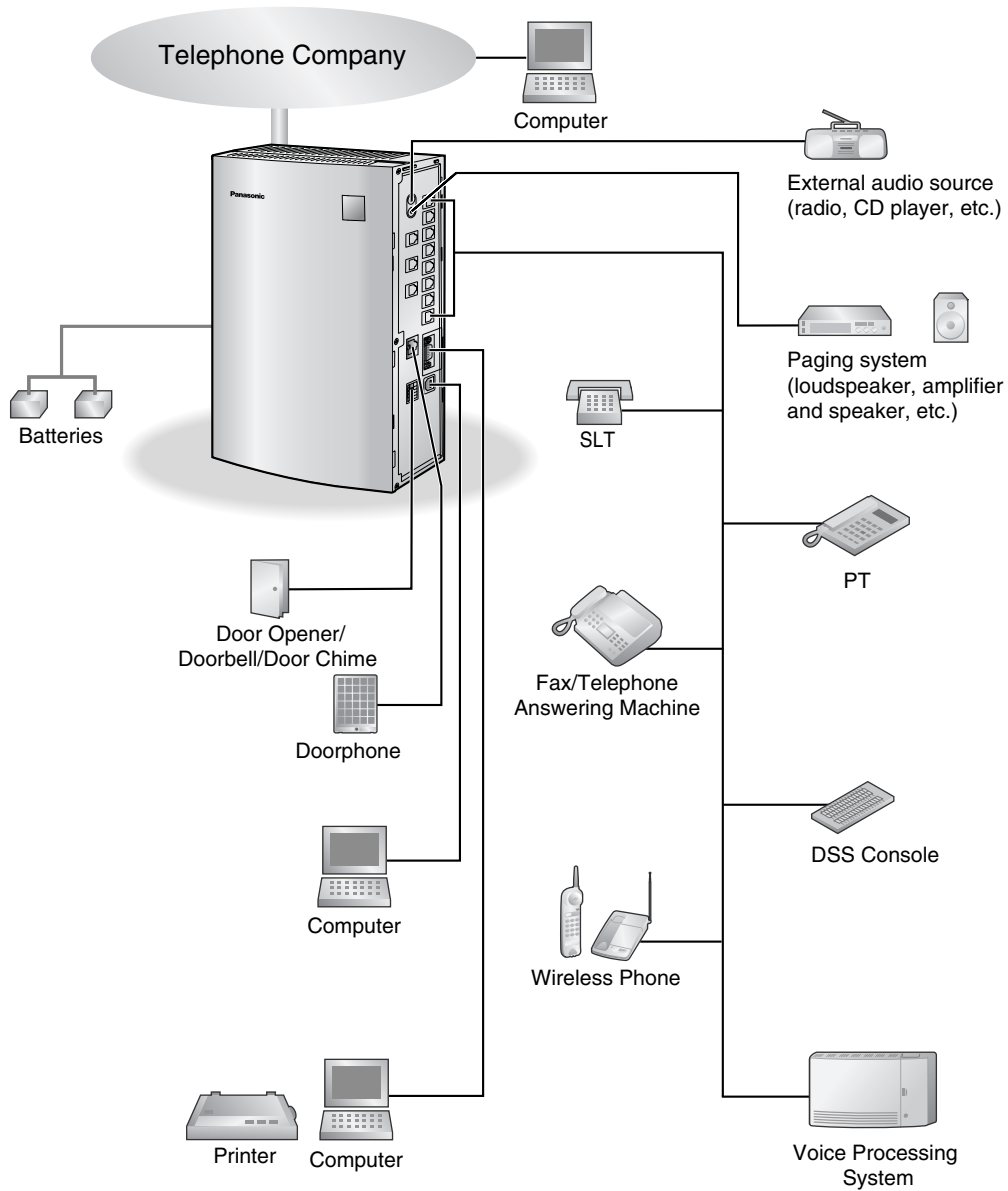 Telephone Company
Computer
External audio source
(radio, CD player, etc.)
Panasonic
Paging system
(loudspeaker, amplifier
and speaker, etc.)
Batteries
SLT
PT
Door Opener/
Doorbell/Door Chime
Fax/Telephone
Answering Machine
Doorphone
DSS Console
Computer
Wireless Phone
Printer
Computer
Voice Processing
System